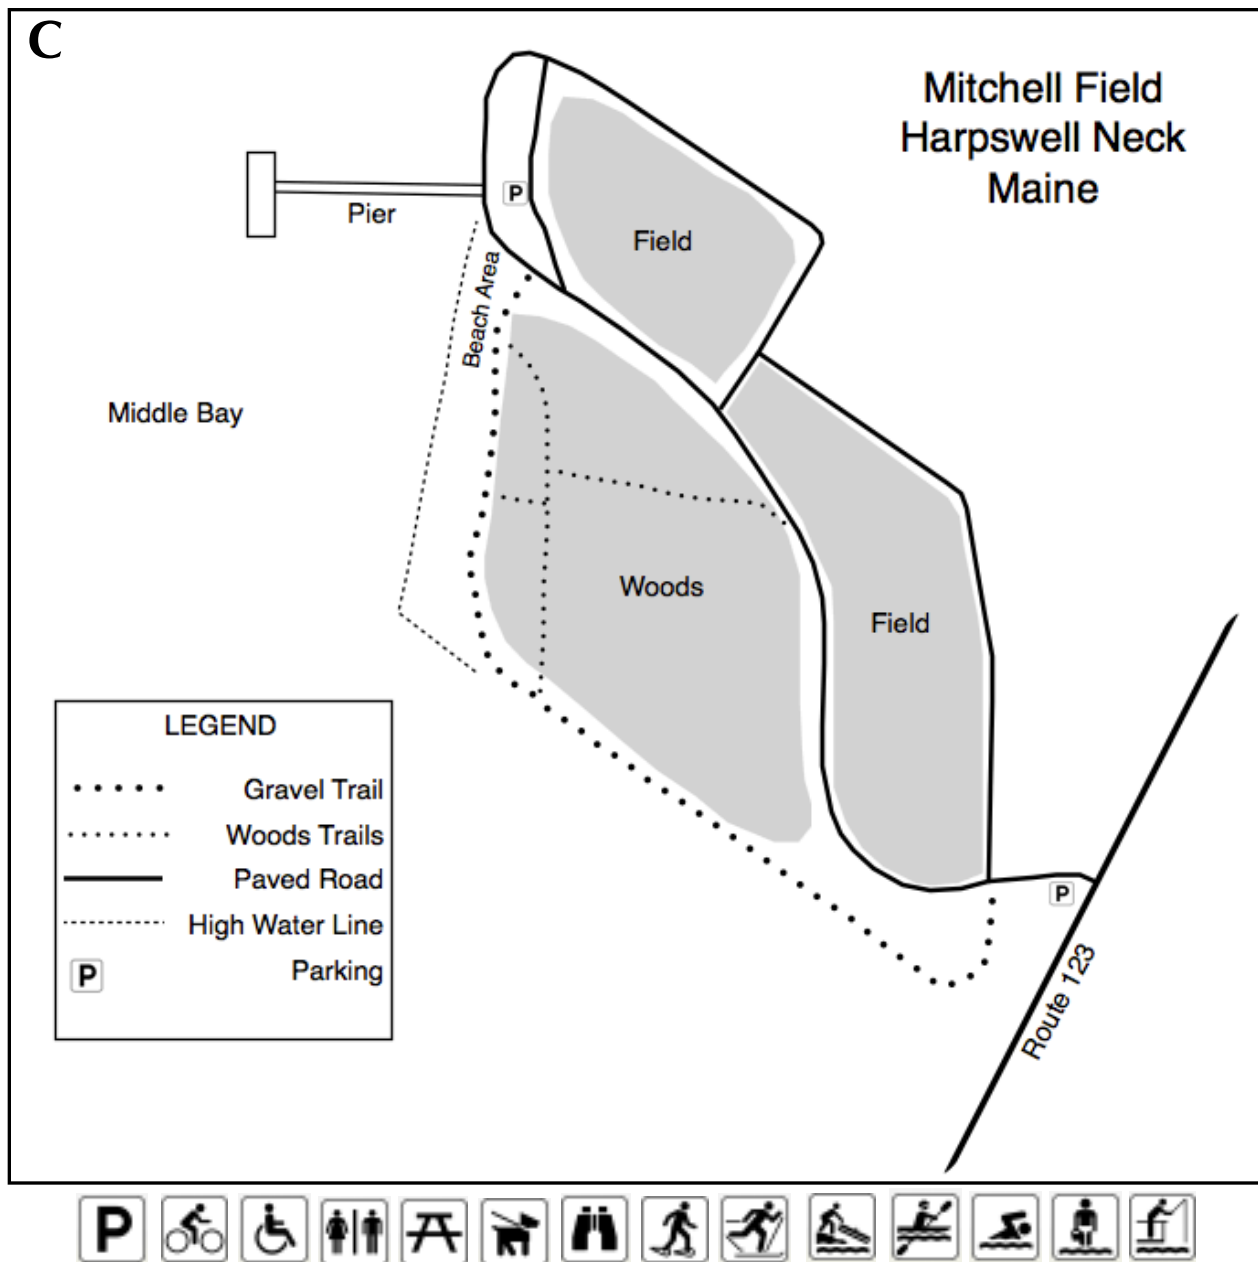 C
Mitchell Field
Harpswell Neck
Maine
P
Pier
Field
Beach Area
Middle Bay
Woods
Field
LEGEND
Gravel Trail
Woods Trails
Paved Road
High Water Line
P
Parking
P
Route 123
P